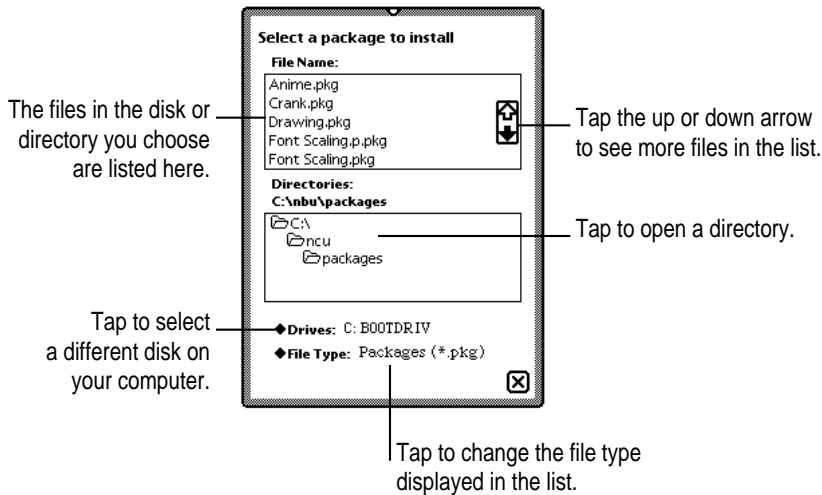 Select a package to install
File Name:
Anime.pkg
Crank.pkg
Drawing.pkg
Font Scaling.p.pkg
Font Scaling.pkg
Directories:
C:\nbu\packages
C:\
ncu
packages
Drives: C:BOOTDRIV
File Type: Packages (*.pkg)
The files in the disk or
directory you choose
are listed here.
Tap the up or down arrow
to see more files in the list.
Tap to open a directory.
Tap to select
a different disk on
your computer.
Tap to change the file type
displayed in the list.